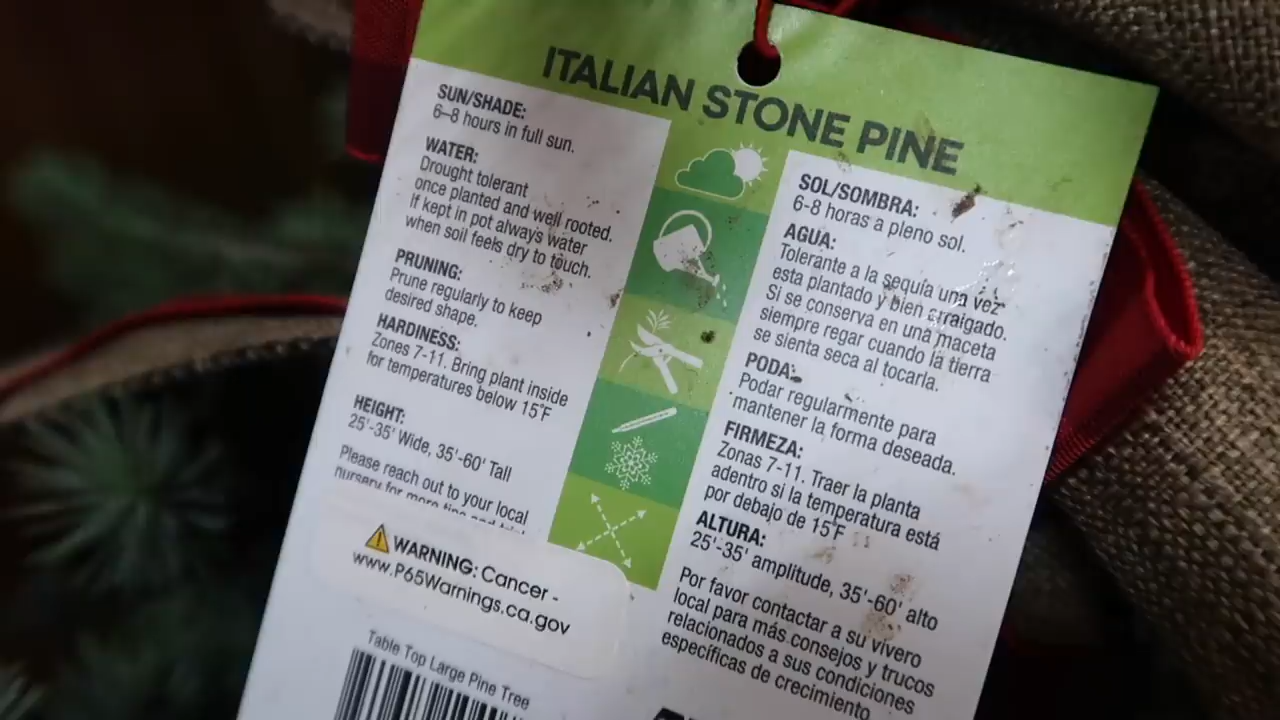 ITALIAN STONE PINE
SUN/SHADE:
6–8 hours in full sun.
WATER:
Drought tolerant
once planted and well rooted.
If kept in pot always water
when soil feels dry to touch.
PRUNING:
Prune regularly to keep
desired shape.
HARDINESS:
Zones 7-11. Bring plant inside
for temperatures below 15°F
HEIGHT:
25'-35' Wide, 35'-60' Tall
Please reach out to your local
nursery for more tips and
WARNING: Cancer -
www.P65Warnings.ca.gov
Table Top Large Pine Tree
SOL/SOMBRA:
6-8 horas a pleno sol.
AGUA:
Tolerante a la sequía una vez
esta plantado y bien arraigado.
Si se conserva en una maceta
siempre regar cuando la tierra
se sienta seca al tocarla.
PODA:
Podar regularmente para
mantener la forma deseada.
FIRMEZA:
Zonas 7-11. Traer la planta
adentro si la temperatura está
por debajo de 15°F
ALTURA:
25'-35' amplitude, 35'-60' alto
Por favor contactar a su vivero
local para más consejos y trucos
relacionados a sus condiciones
específicas de crecimiento